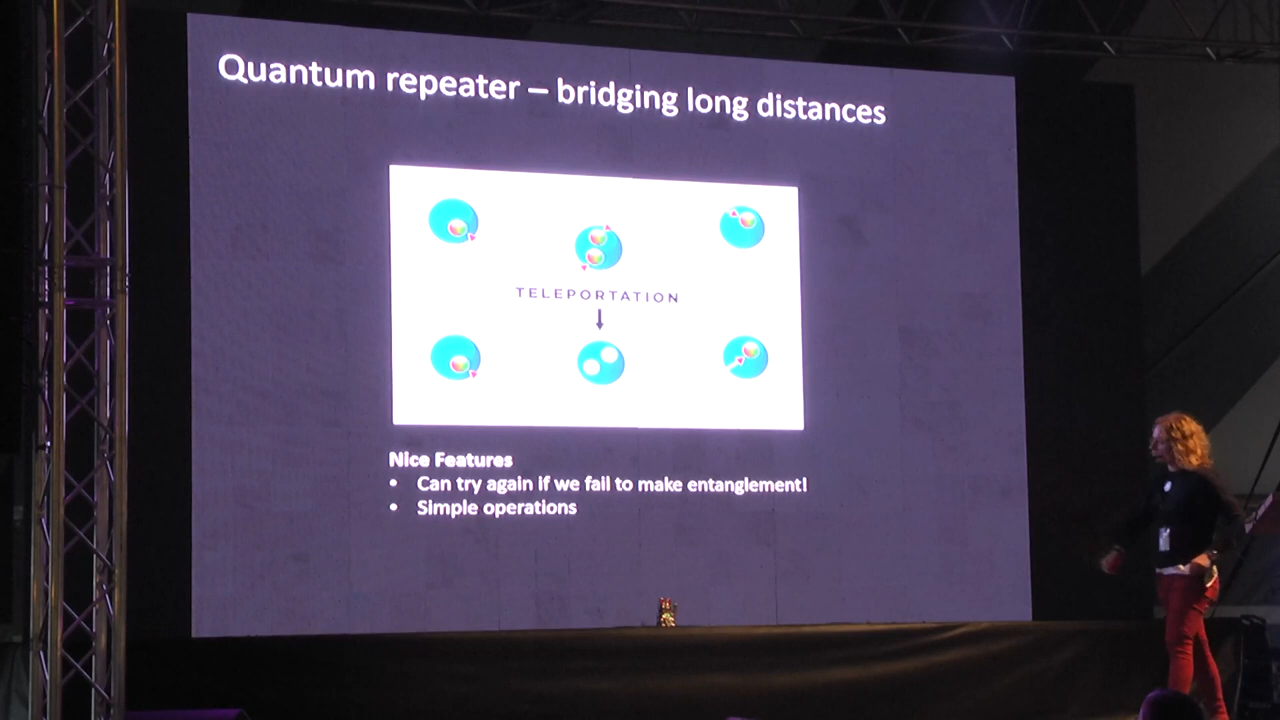 Quantum repeater – bridging long distances
TELEPORTATION
Nice Features
• Can try again if we fail to make entanglement!
• Simple operations